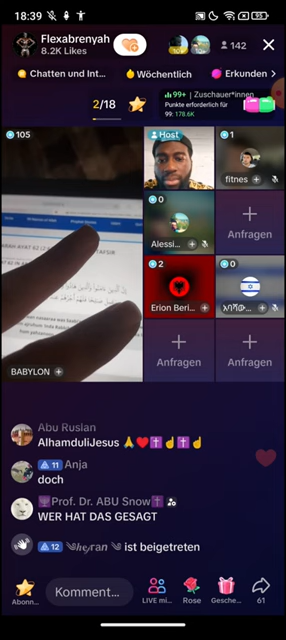 18:39
95
Flexabrenyah
8.2K Likes
142
Chatten und Int...
Wöchentlich
Erkunden
2/18
99+ | Zuschauer*innen
Punkte erforderlich für
99: 178.6K
105
Host
1
fitnes
0
Alessi...
Anfragen
2
Erion Beri...
0
Anfragen
Anfragen
BABYLON
Abu Ruslan
AlhamduliJesus 🙏❤️✝️☝️✝️☝️
11 Anja
doch
Prof. Dr. ABU Snow
WER HAT DAS GESAGT
12 ༄𝓱𝓮𝔂𝓻𝓪𝓷 ༄ ist beigetreten
Abonn...
Komment...
LIVE mi...
Rose
Gesche...
61